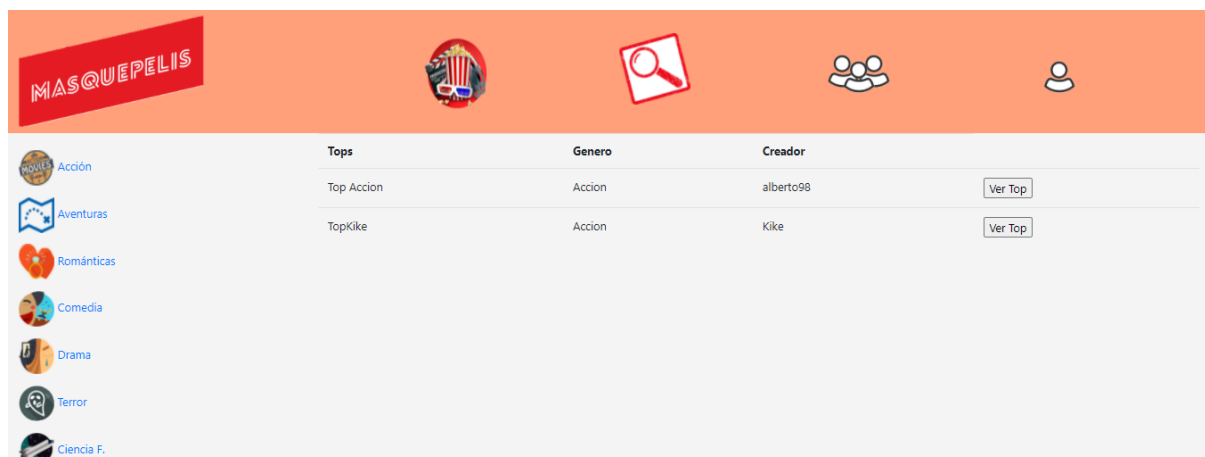 MASQUEPELIS
Tops Genero Creador
Top Accion Accion alberto98 Ver Top
TopKike Accion Kike Ver Top
MOVIES
Acción
Aventuras
Románticas
Comedia
Drama
Terror
Ciencia F.